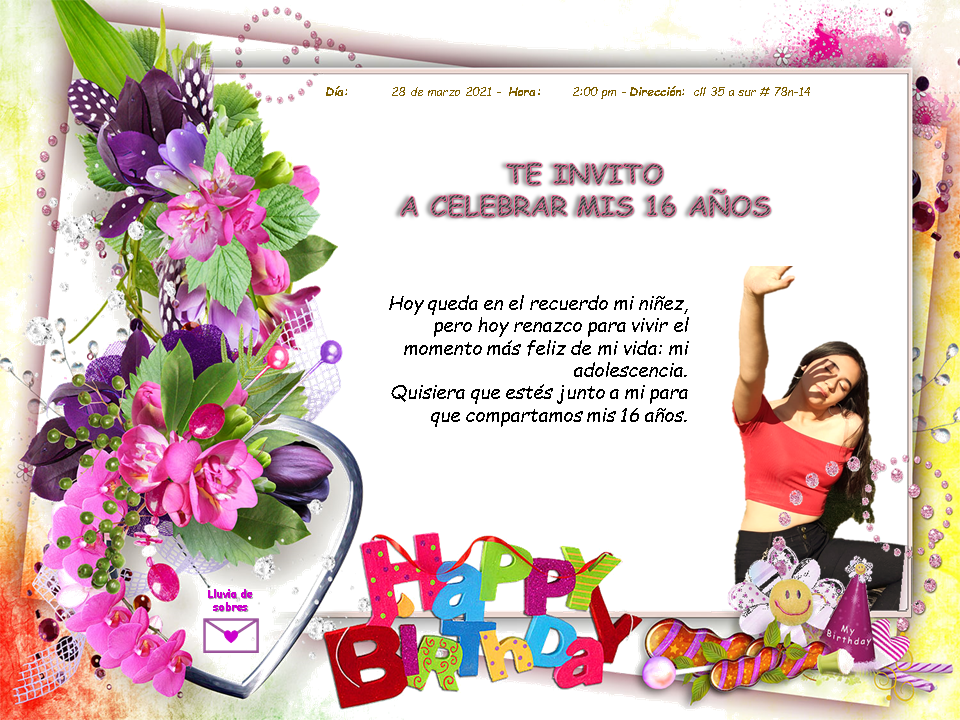 Día: 28 de marzo 2021 - Hora: 2:00 pm - Dirección: cll 35 a sur # 78n-14
TE INVITO
A CELEBRAR MIS 16 AÑOS
Hoy queda en el recuerdo mi niñez,
pero hoy renazco para vivir el
momento más feliz de mi vida: mi
adolescencia.
Quisiera que estés junto a mi para
que compartamos mis 16 años.
Lluvia de
sobres
HAPPY
BIRTHDay
My
Birthday